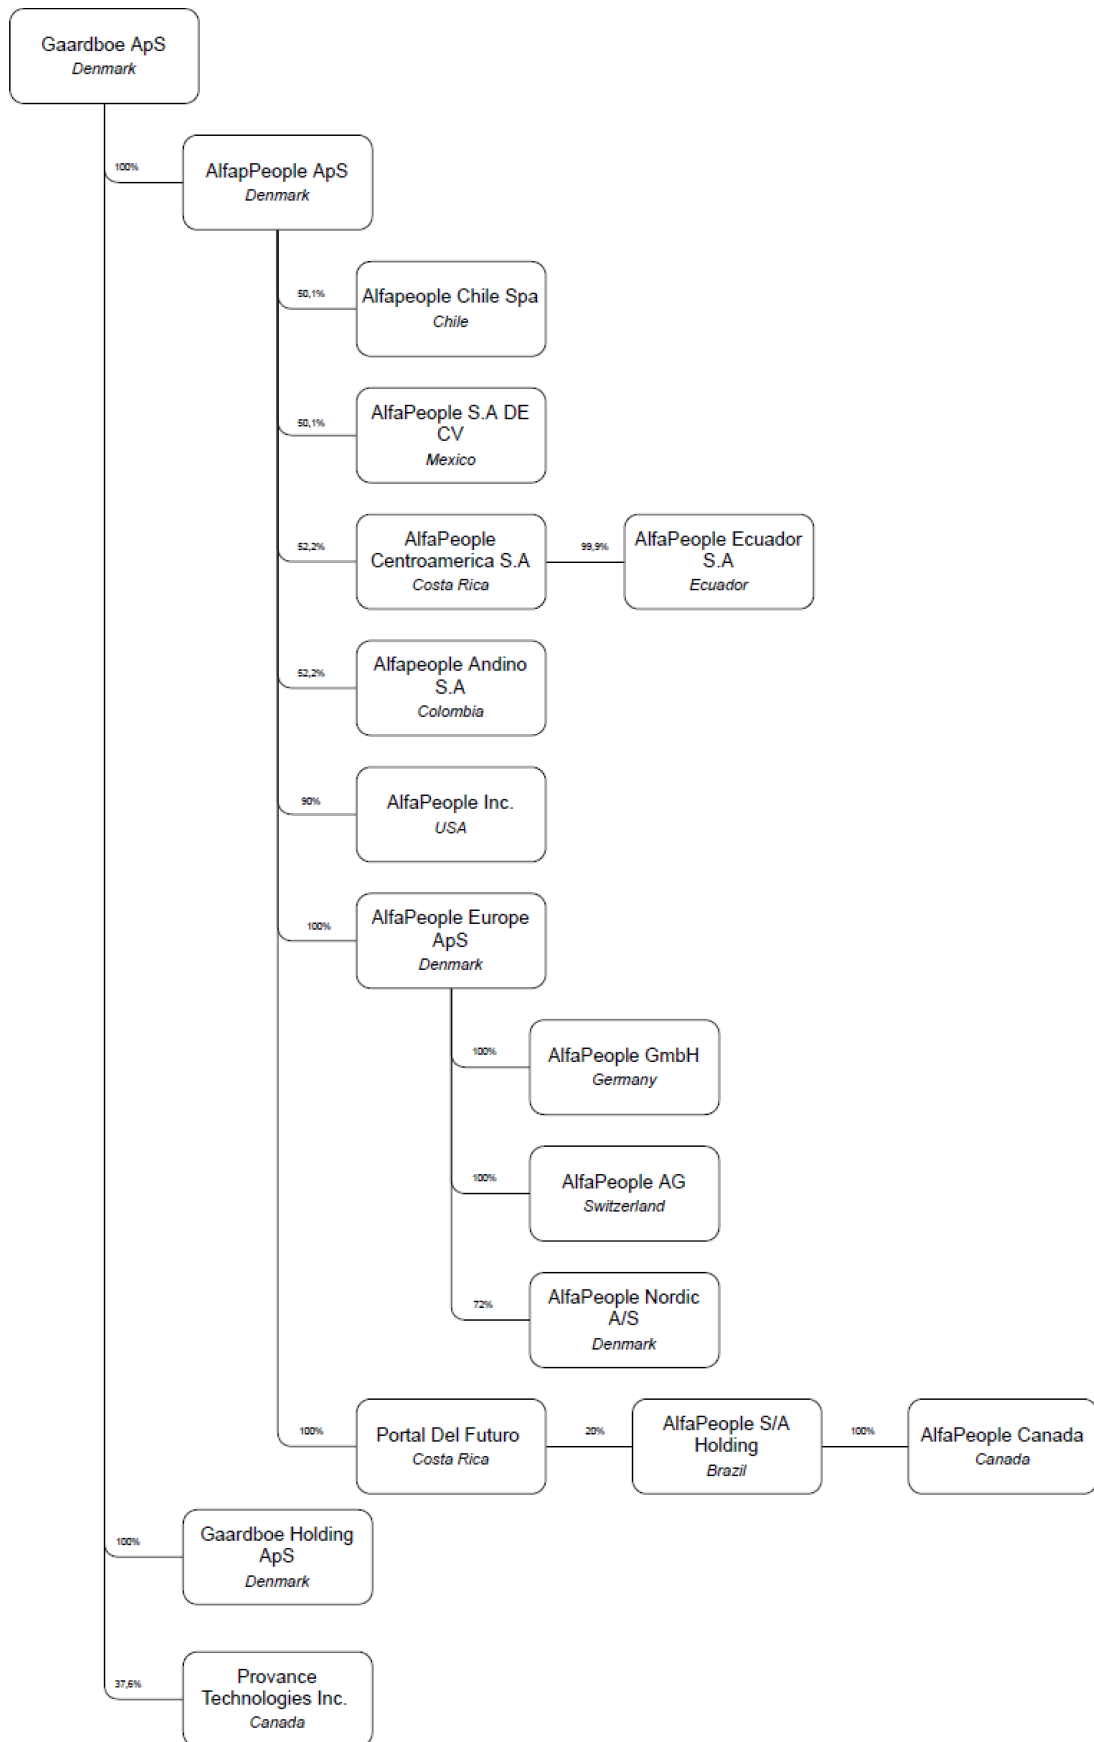 Gaardboe ApS
Denmark
100%
AlfapPeople ApS
Denmark
50,1%
Alfapeople Chile Spa
Chile
50,1%
AlfaPeople S.A DE
CV
Mexico
52,2%
AlfaPeople
Centroamerica S.A
Costa Rica
99,9%
AlfaPeople Ecuador
S.A
Ecuador
52,2%
Alfapeople Andino
S.A
Colombia
90%
AlfaPeople Inc.
USA
100%
AlfaPeople Europe
ApS
Denmark
100%
AlfaPeople GmbH
Germany
100%
AlfaPeople AG
Switzerland
72%
AlfaPeople Nordic
A/S
Denmark
100%
Portal Del Futuro
Costa Rica
20%
AlfaPeople S/A
Holding
Brazil
100%
AlfaPeople Canada
Canada
100%
Gaardboe Holding
ApS
Denmark
37,6%
Provance
Technologies Inc.
Canada